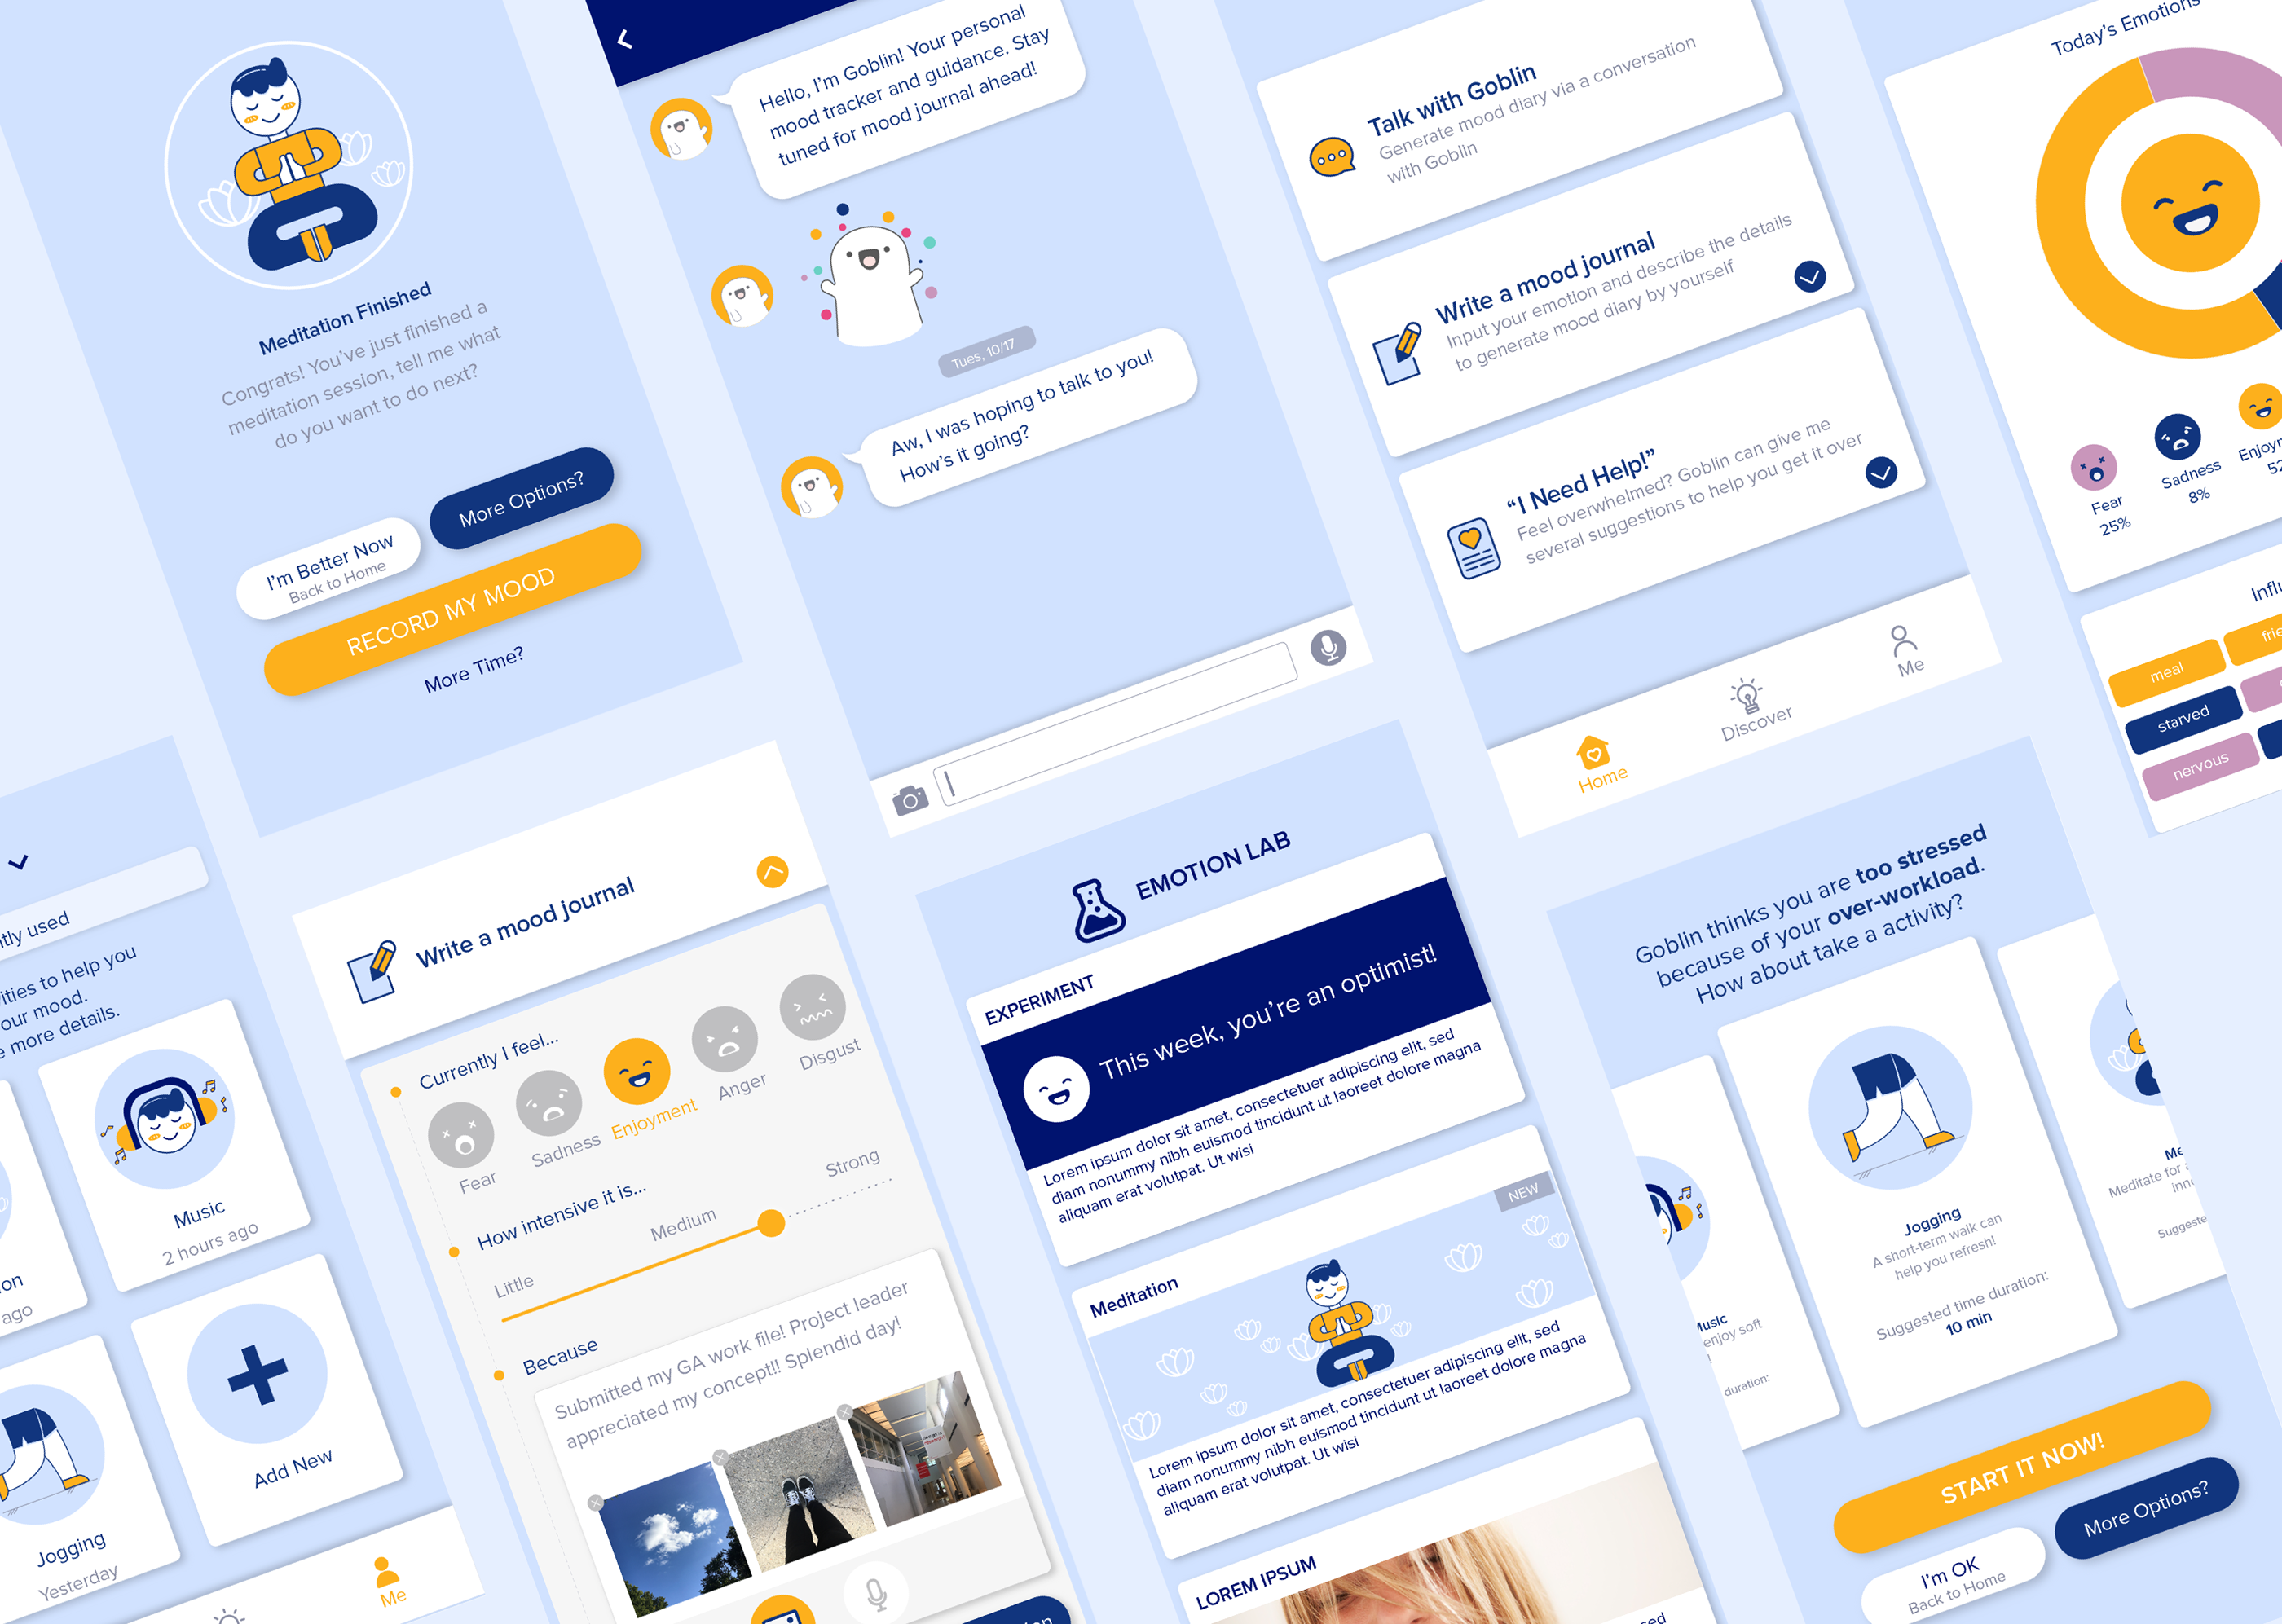 Meditation Finished
Congrats! You've just finished a
meditation session, tell me what
do you want to do next?
I'm Better Now
Back to Home
More Options?
RECORD MY MOOD
More Time?
Hello, I'm Goblin! Your personal
mood tracker and guidance. Stay
tuned for mood journal ahead!
Tues, 10/17
Aw, I was hoping to talk to you!
How's it going?
Talk with Goblin
Generate mood diary via a conversation
with Goblin
Write a mood journal
Input your emotion and describe the details
to generate mood diary by yourself
“I Need Help!”
Feel overwhelmed? Goblin can give me
several suggestions to help you get it over
Home
Discover
Me
Today's Emotions
Fear
25%
Sadness
8%
meal
starved
nervous
used
to help you
mood.
more details.
Music
2 hours ago
ago
Jogging
Yesterday
Add New
Me
Write a mood journal
Currently I feel...
Fear
Sadness
Enjoyment
Anger
Disgust
How intensive it is...
Little
Medium
Strong
Because
Submitted my GA work file! Project leader
appreciated my concept!! Splendid day!
EMOTION LAB
EXPERIMENT
This week, you're an optimist!
Lorem ipsum dolor sit amet, consectetuer adipiscing elit, sed
diam nonummy nibh euismod tincidunt ut laoreet dolore magna
aliquam erat volutpat. Ut wisi
NEW
Meditation
Lorem ipsum dolor sit amet, consectetuer adipiscing elit, sed
diam nonummy nibh euismod tincidunt ut laoreet dolore magna
aliquam erat volutpat. Ut wisi
LOREM IPSUM
sed
Goblin thinks you are too stressed
because of your over-workload.
How about take a activity?
Music
enjoy soft
duration:
Jogging
A short-term walk can
help you refresh!
Suggested time duration:
10 min
Meditate for
START IT NOW!
More Options?
I'm OK
Back to Home